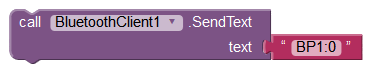 call BluetoothClient1 .SendText
text " BP1:0 "